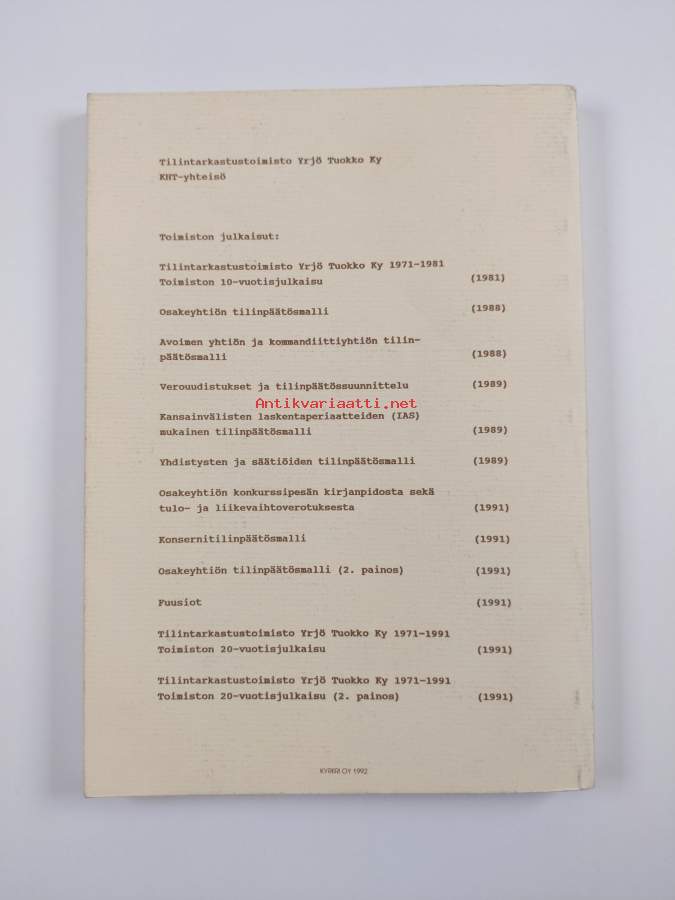 Tilintarkastustoimisto Yrjö Tuokko Ky
KHT-yhteisö
Toimiston julkaisut:
Tilintarkastustoimisto Yrjö Tuokko Ky 1971-1981
Toimiston 10-vuotisjulkaisu (1981)
Osakeyhtiön tilinpäätösmalli (1988)
Avoimen yhtiön ja kommandiittiyhtiön tilin-
päätösmalli (1988)
Verouudistukset ja tilinpäätössuunnittelu (1989)
Antikvariaatti.net
Kansainvälisten laskentaperiaatteiden (IAS)
mukainen tilinpäätösmalli (1989)
Yhdistysten ja säätiöiden tilinpäätösmalli (1989)
Osakeyhtiön konkurssipesän kirjanpidosta sekä
tulo- ja liikevaihtoverotuksesta (1991)
Konsernitilinpäätösmalli (1991)
Osakeyhtiön tilinpäätösmalli (2. painos) (1991)
Fuusiot (1991)
Tilintarkastustoimisto Yrjö Tuokko Ky 1971-1991
Toimiston 20-vuotisjulkaisu (1991)
Tilintarkastustoimisto Yrjö Tuokko Ky 1971-1991
Toimiston 20-vuotisjulkaisu (2. painos) (1991)
KYRIIRI OY 1992